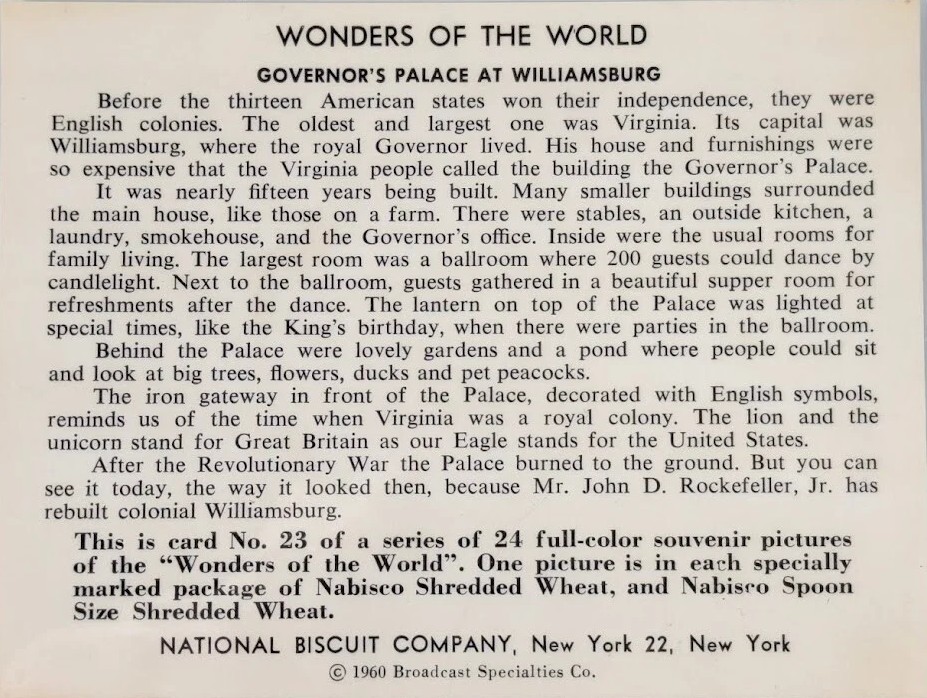 WONDERS OF THE WORLD
GOVERNOR'S PALACE AT WILLIAMSBURG
Before the thirteen American states won their independence, they were
English colonies. The oldest and largest one was Virginia. Its capital was
Williamsburg, where the royal Governor lived. His house and furnishings were
so expensive that the Virginia people called the building the Governor's Palace.
It was nearly fifteen years being built. Many smaller buildings surrounded
the main house, like those on a farm. There were stables, an outside kitchen, a
laundry, smokehouse, and the Governor's office. Inside were the usual rooms for
family living. The largest room was a ballroom where 200 guests could dance by
candlelight. Next to the ballroom, guests gathered in a beautiful supper room for
refreshments after the dance. The lantern on top of the Palace was lighted at
special times, like the King's birthday, when there were parties in the ballroom.
Behind the Palace were lovely gardens and a pond where people could sit
and look at big trees, flowers, ducks and pet peacocks.
The iron gateway in front of the Palace, decorated with English symbols,
reminds us of the time when Virginia was a royal colony. The lion and the
unicorn stand for Great Britain as our Eagle stands for the United States.
After the Revolutionary War the Palace burned to the ground. But you can
see it today, the way it looked then, because Mr. John D. Rockefeller, Jr. has
rebuilt colonial Williamsburg.
This is card No. 23 of a series of 24 full-color souvenir pictures
of the “Wonders of the World”. One picture is in each specially
marked package of Nabisco Shredded Wheat, and Nabisco Spoon
Size Shredded Wheat.
NATIONAL BISCUIT COMPANY, New York 22, New York
© 1960 Broadcast Specialties Co.